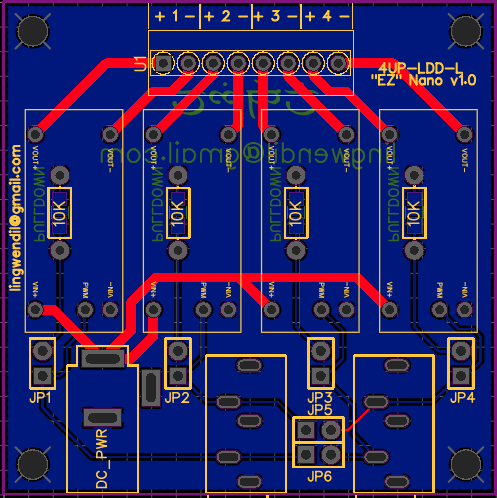 + 1 - + 2 - + 3 - + 4 -
U1
4UP-LDD-L
"EZ" Nano v1.0
lingwendil@gmail.com
lingwendil@gmail.com
VOUT+ VOUT- VOUT+ VOUT- VOUT+ VOUT- VOUT+ VOUT-
PULLDOWN PULLDOWN PULLDOWN PULLDOWN
10K 10K 10K 10K
VIN+ PWM VIN- VIN+ PWM VIN- VIN+ PWM VIN- VIN+ PWM VIN-
JP1 JP2 JP3 JP4
JP5
JP6
DC_PWR